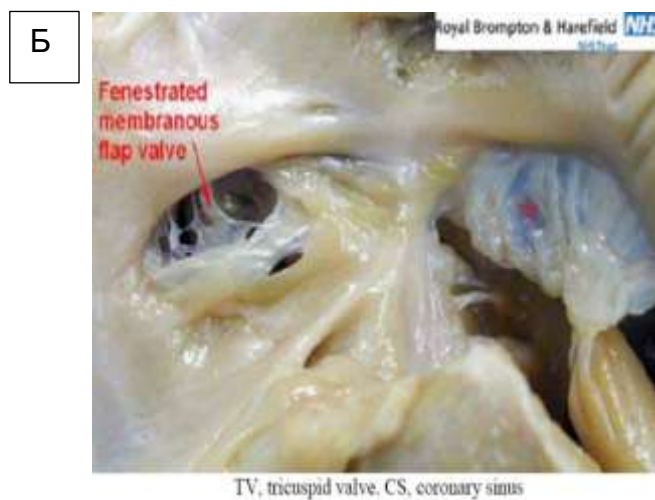 Б
Royal Brompton & Harefield NHS
Fenestrated
membranous
flap valve
TV, tricuspid valve. CS, coronary sinus